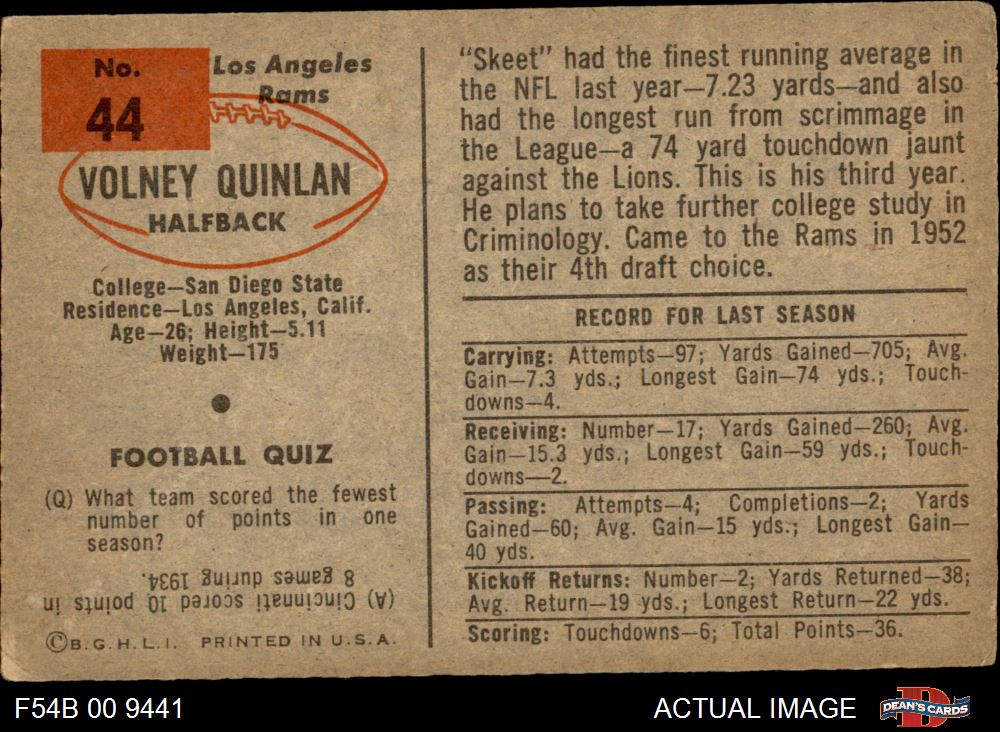 No.
44
Los Angeles
Rams
VOLNEY QUINLAN
HALFBACK
College—San Diego State
Residence—Los Angeles, Calif.
Age—26; Height—5.11
Weight—175
FOOTBALL QUIZ
(Q) What team scored the fewest
number of points in one
season?
(A) Cincinnati scored 10 points in
8 games during 1934.
©B.G.H.L.I. PRINTED IN U.S.A.
"Skeet" had the finest running average in
the NFL last year—7.23 yards—and also
had the longest run from scrimmage in
the League—a 74 yard touchdown jaunt
against the Lions. This is his third year.
He plans to take further college study in
Criminology. Came to the Rams in 1952
as their 4th draft choice.
RECORD FOR LAST SEASON
Carrying: Attempts—97; Yards Gained—705; Avg.
Gain—7.3 yds.; Longest Gain—74 yds.; Touch-
downs—4.
Receiving: Number—17; Yards Gained—260; Avg.
Gain—15.3 yds.; Longest Gain—59 yds.; Touch-
downs—2.
Passing: Attempts—4; Completions—2; Yards
Gained—60; Avg. Gain—15 yds.; Longest Gain—
40 yds.
Kickoff Returns: Number—2; Yards Returned—38;
Avg. Return—19 yds.; Longest Return—22 yds.
Scoring: Touchdowns—6; Total Points—36.
F54B 00 9441
ACTUAL IMAGE
D
DEAN'S CARDS